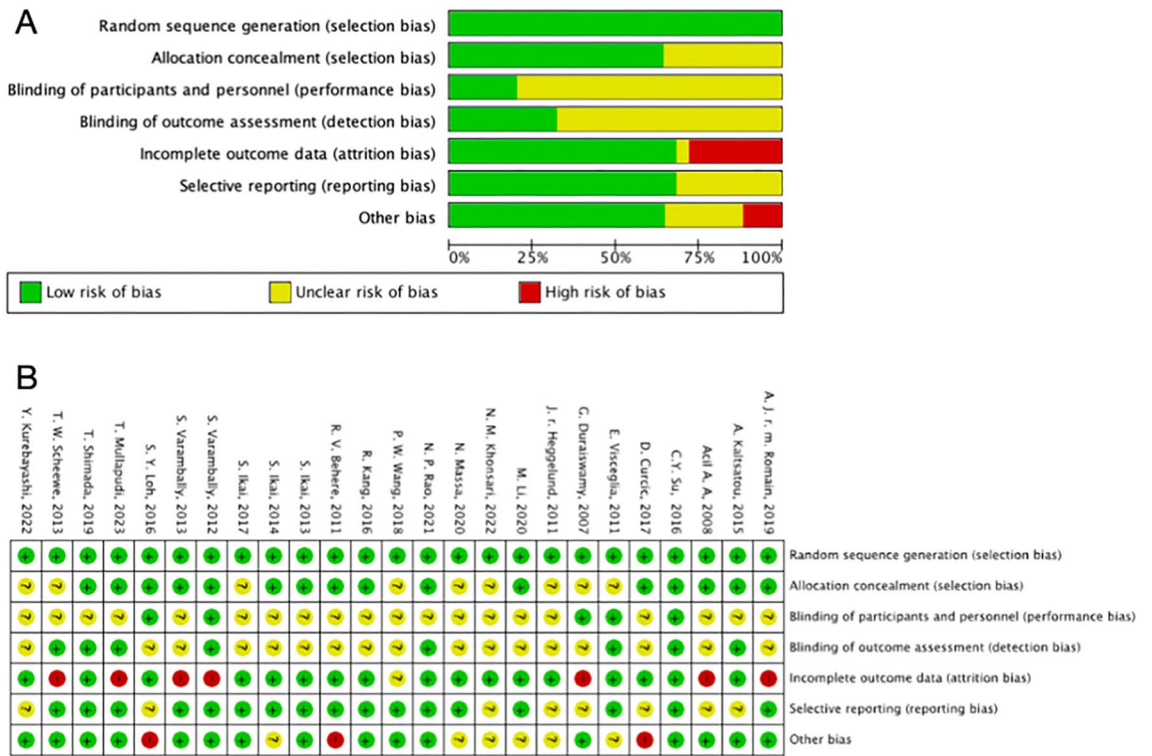 A
Random sequence generation (selection bias)
Allocation concealment (selection bias)
Blinding of participants and personnel (performance bias)
Blinding of outcome assessment (detection bias)
Incomplete outcome data (attrition bias)
Selective reporting (reporting bias)
Other bias
0% 25% 50% 75% 100%
Low risk of bias Unclear risk of bias High risk of bias
B
Y. Kurebayashi, 2022
T. W. Scheewe, 2013
T. Shimada, 2019
T. Mullapudi, 2023
S. Y. Loh, 2016
S. Varambally, 2013
S. Varambally, 2012
S. Ikai, 2017
S. Ikai, 2014
S. Ikai, 2013
R. V. Behere, 2011
R. Kang, 2016
P. W. Wang, 2018
N. P. Rao, 2021
N. Massa, 2020
N. M. Khonsari, 2022
M. Li, 2020
J. r. Heggelund, 2011
G. Duraiswamy, 2007
E. Visceglia, 2011
D. Curcic, 2017
C.Y. Su, 2016
Acil A. A, 2008
A. Kaltsatou, 2015
A. J. r. m. Romain, 2019
+ + + + + + + + + + + + + + + + + + + + + + + + + Random sequence generation (selection bias)
? ? + + + + + ? + + + + ? + ? ? + ? ? ? + + + + + Allocation concealment (selection bias)
? ? ? ? + ? + ? ? ? ? ? ? ? ? ? ? ? + + ? + ? ? ? Blinding of participants and personnel (performance bias)
? + + + ? ? + ? ? ? ? ? ? + ? ? ? ? ? + ? + ? + ? Blinding of outcome assessment (detection bias)
+ - + - + - - + + + + + ? + + + + + - + + + - + - Incomplete outcome data (attrition bias)
? + + + ? + + + + + + + + + + ? + ? ? + ? + ? ? + Selective reporting (reporting bias)
+ + + + - + + + ? + - + + + ? ? ? ? + ? - + + + + Other bias